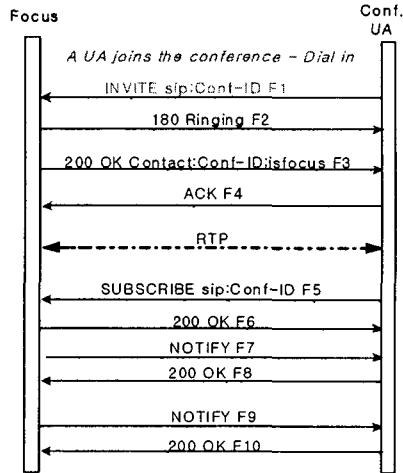 Focus
Conf.
UA
A UA joins the conference - Dial in
INVITE sip:Conf-ID F1
180 Ringing F2
200 OK Contact:Conf-ID;isfocus F3
ACK F4
RTP
SUBSCRIBE sip:Conf-ID F5
200 OK F6
NOTIFY F7
200 OK F8
NOTIFY F9
200 OK F10